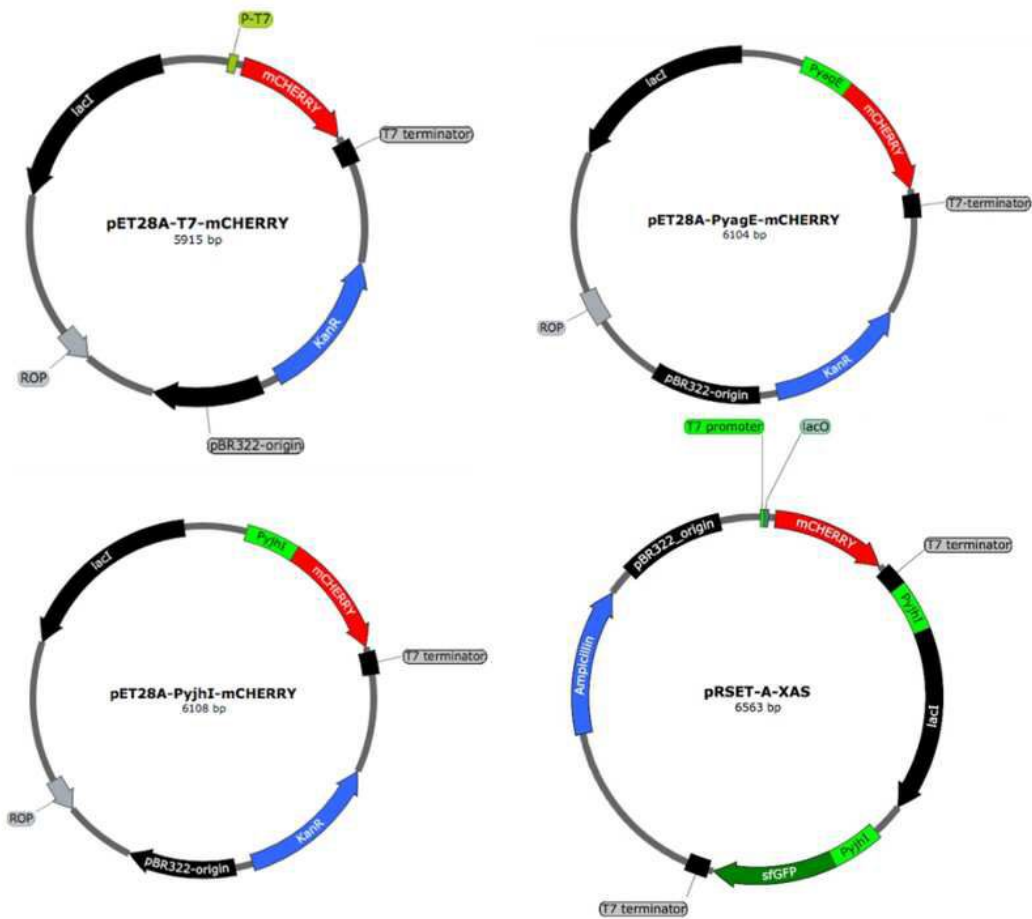 P-T7
mCHERRY
lacI
T7 terminator
pET28A-T7-mCHERRY
5915 bp
KanR
ROP
pBR322-origin
PyagE
mCHERRY
lacI
T7-terminator
pET28A-PyagE-mCHERRY
6104 bp
ROP
KanR
pBR322-origin
PyjhI
mCHERRY
lacI
T7 terminator
pET28A-PyjhI-mCHERRY
6108 bp
ROP
KanR
pBR322-origin
T7 promoter
lacO
mCHERRY
pBR322_origin
T7 terminator
PyjhI
Ampicillin
pRSET-A-XAS
6563 bp
lacI
PyjhI
sfGFP
T7 terminator